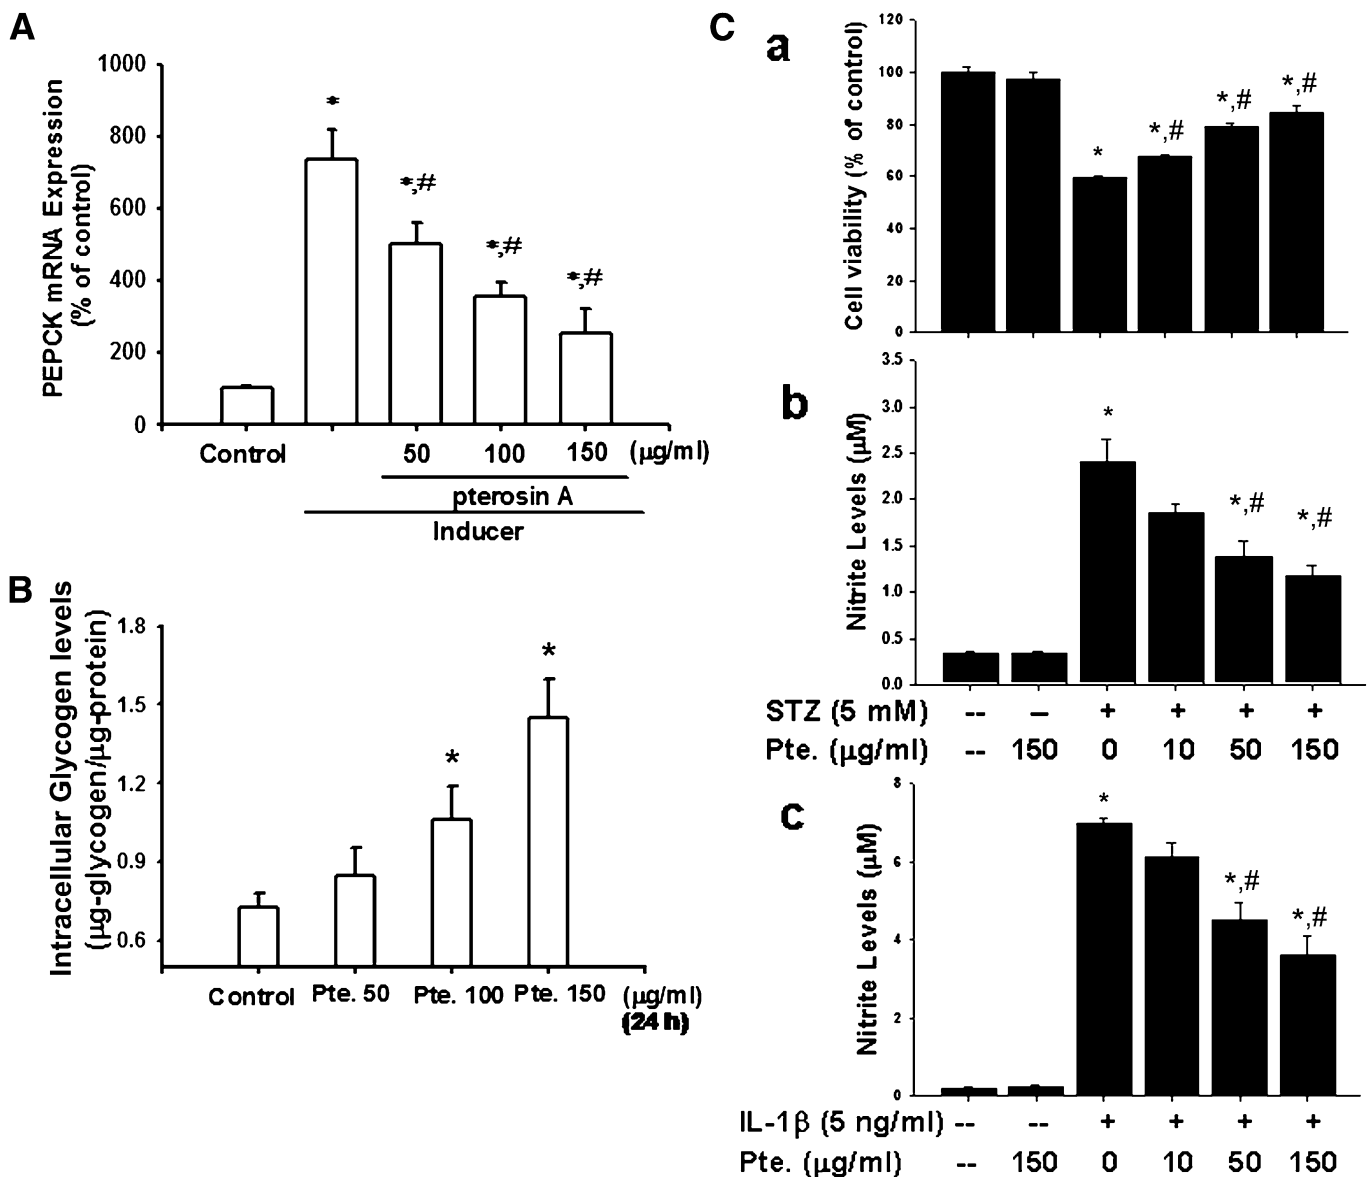 A
PEPCK mRNA Expression
(% of control)
1000
800
600
400
200
0
*
*,#
*,#
*,#
Control
50
100
150
(µg/ml)
pterosin A
Inducer
B
Intracellular Glycogen levels
(µg-glycogen/µg-protein)
1.8
1.5
1.2
0.9
0.6
*
*
Control
Pte. 50
Pte. 100
Pte. 150
(µg/ml)
(24 h)
C
a
Cell viability (% of control)
120
100
80
60
40
20
0
*
*,#
*,#
*,#
b
Nitrite Levels (µM)
3.5
3.0
2.5
2.0
1.5
1.0
0.5
0.0
*
*,#
*,#
STZ (5 mM) -- – + + + +
Pte. (µg/ml) -- 150 0 10 50 150
c
Nitrite Levels (µM)
8
6
4
2
0
*
*,#
*,#
IL-1β (5 ng/ml) -- -- + + + +
Pte. (µg/ml) -- 150 0 10 50 150